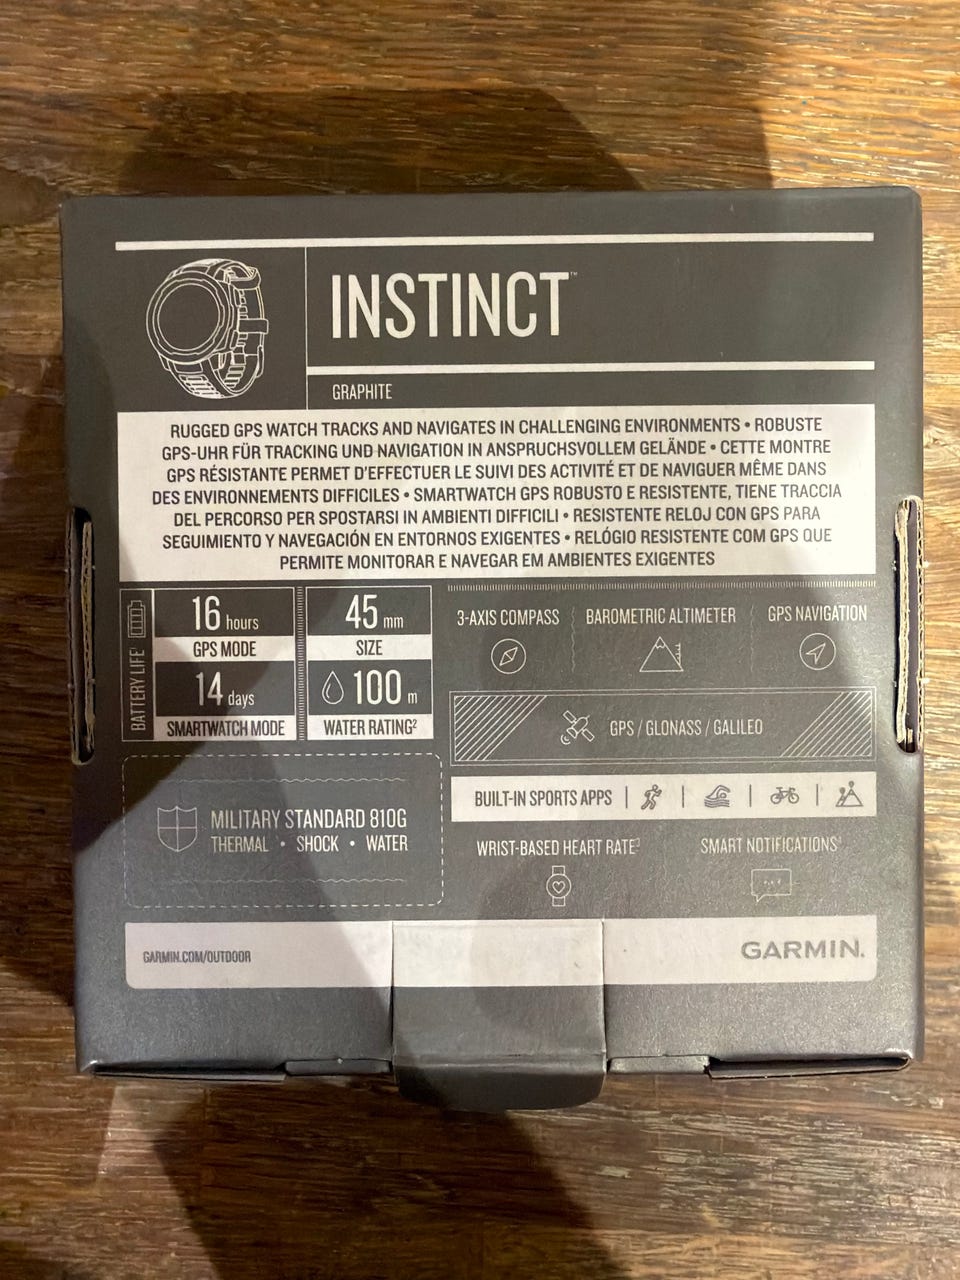 INSTINCT™
GRAPHITE
RUGGED GPS WATCH TRACKS AND NAVIGATES IN CHALLENGING ENVIRONMENTS • ROBUSTE
GPS-UHR FÜR TRACKING UND NAVIGATION IN ANSPRUCHSVOLLEM GELÄNDE • CETTE MONTRE
GPS RÉSISTANTE PERMET D'EFFECTUER LE SUIVI DES ACTIVITÉ ET DE NAVIGUER MÊME DANS
DES ENVIRONNEMENTS DIFFICILES • SMARTWATCH GPS ROBUSTO E RESISTENTE, TIENE TRACCIA
DEL PERCORSO PER SPOSTARSI IN AMBIENTI DIFFICILI • RESISTENTE RELOJ CON GPS PARA
SEGUIMIENTO Y NAVEGACIÓN EN ENTORNOS EXIGENTES • RELÓGIO RESISTENTE COM GPS QUE
PERMITE MONITORAR E NAVEGAR EM AMBIENTES EXIGENTES
BATTERY LIFE¹
16 hours
GPS MODE
14 days
SMARTWATCH MODE
45 mm
SIZE
100 m
WATER RATING²
3-AXIS COMPASS
BAROMETRIC ALTIMETER
GPS NAVIGATION
GPS / GLONASS / GALILEO
BUILT-IN SPORTS APPS
MILITARY STANDARD 810G
THERMAL • SHOCK • WATER
WRIST-BASED HEART RATE³
SMART NOTIFICATIONS⁴
GARMIN.COM/OUTDOOR
GARMIN.